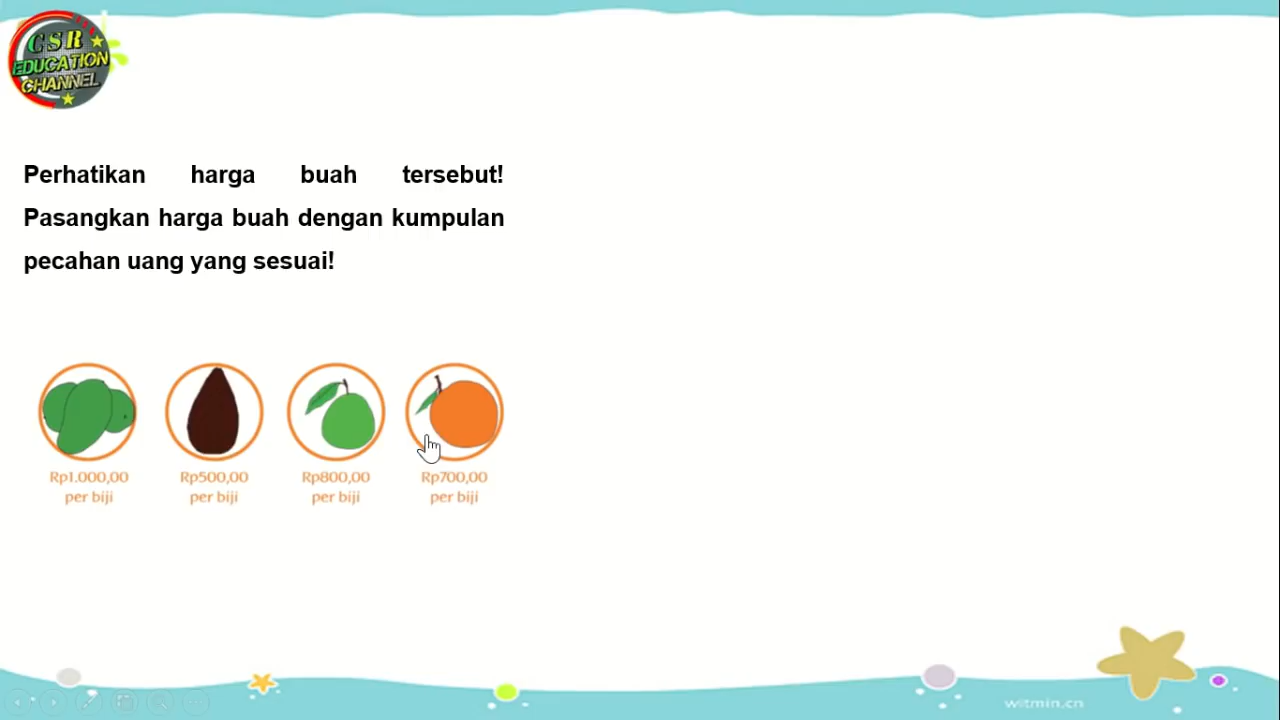 CSR
EDUCATION
CHANNEL
Perhatikan harga buah tersebut!
Pasangkan harga buah dengan kumpulan
pecahan uang yang sesuai!
Rp1.000,00 Rp500,00 Rp800,00 Rp700,00
per biji per biji per biji per biji
witmin.cn